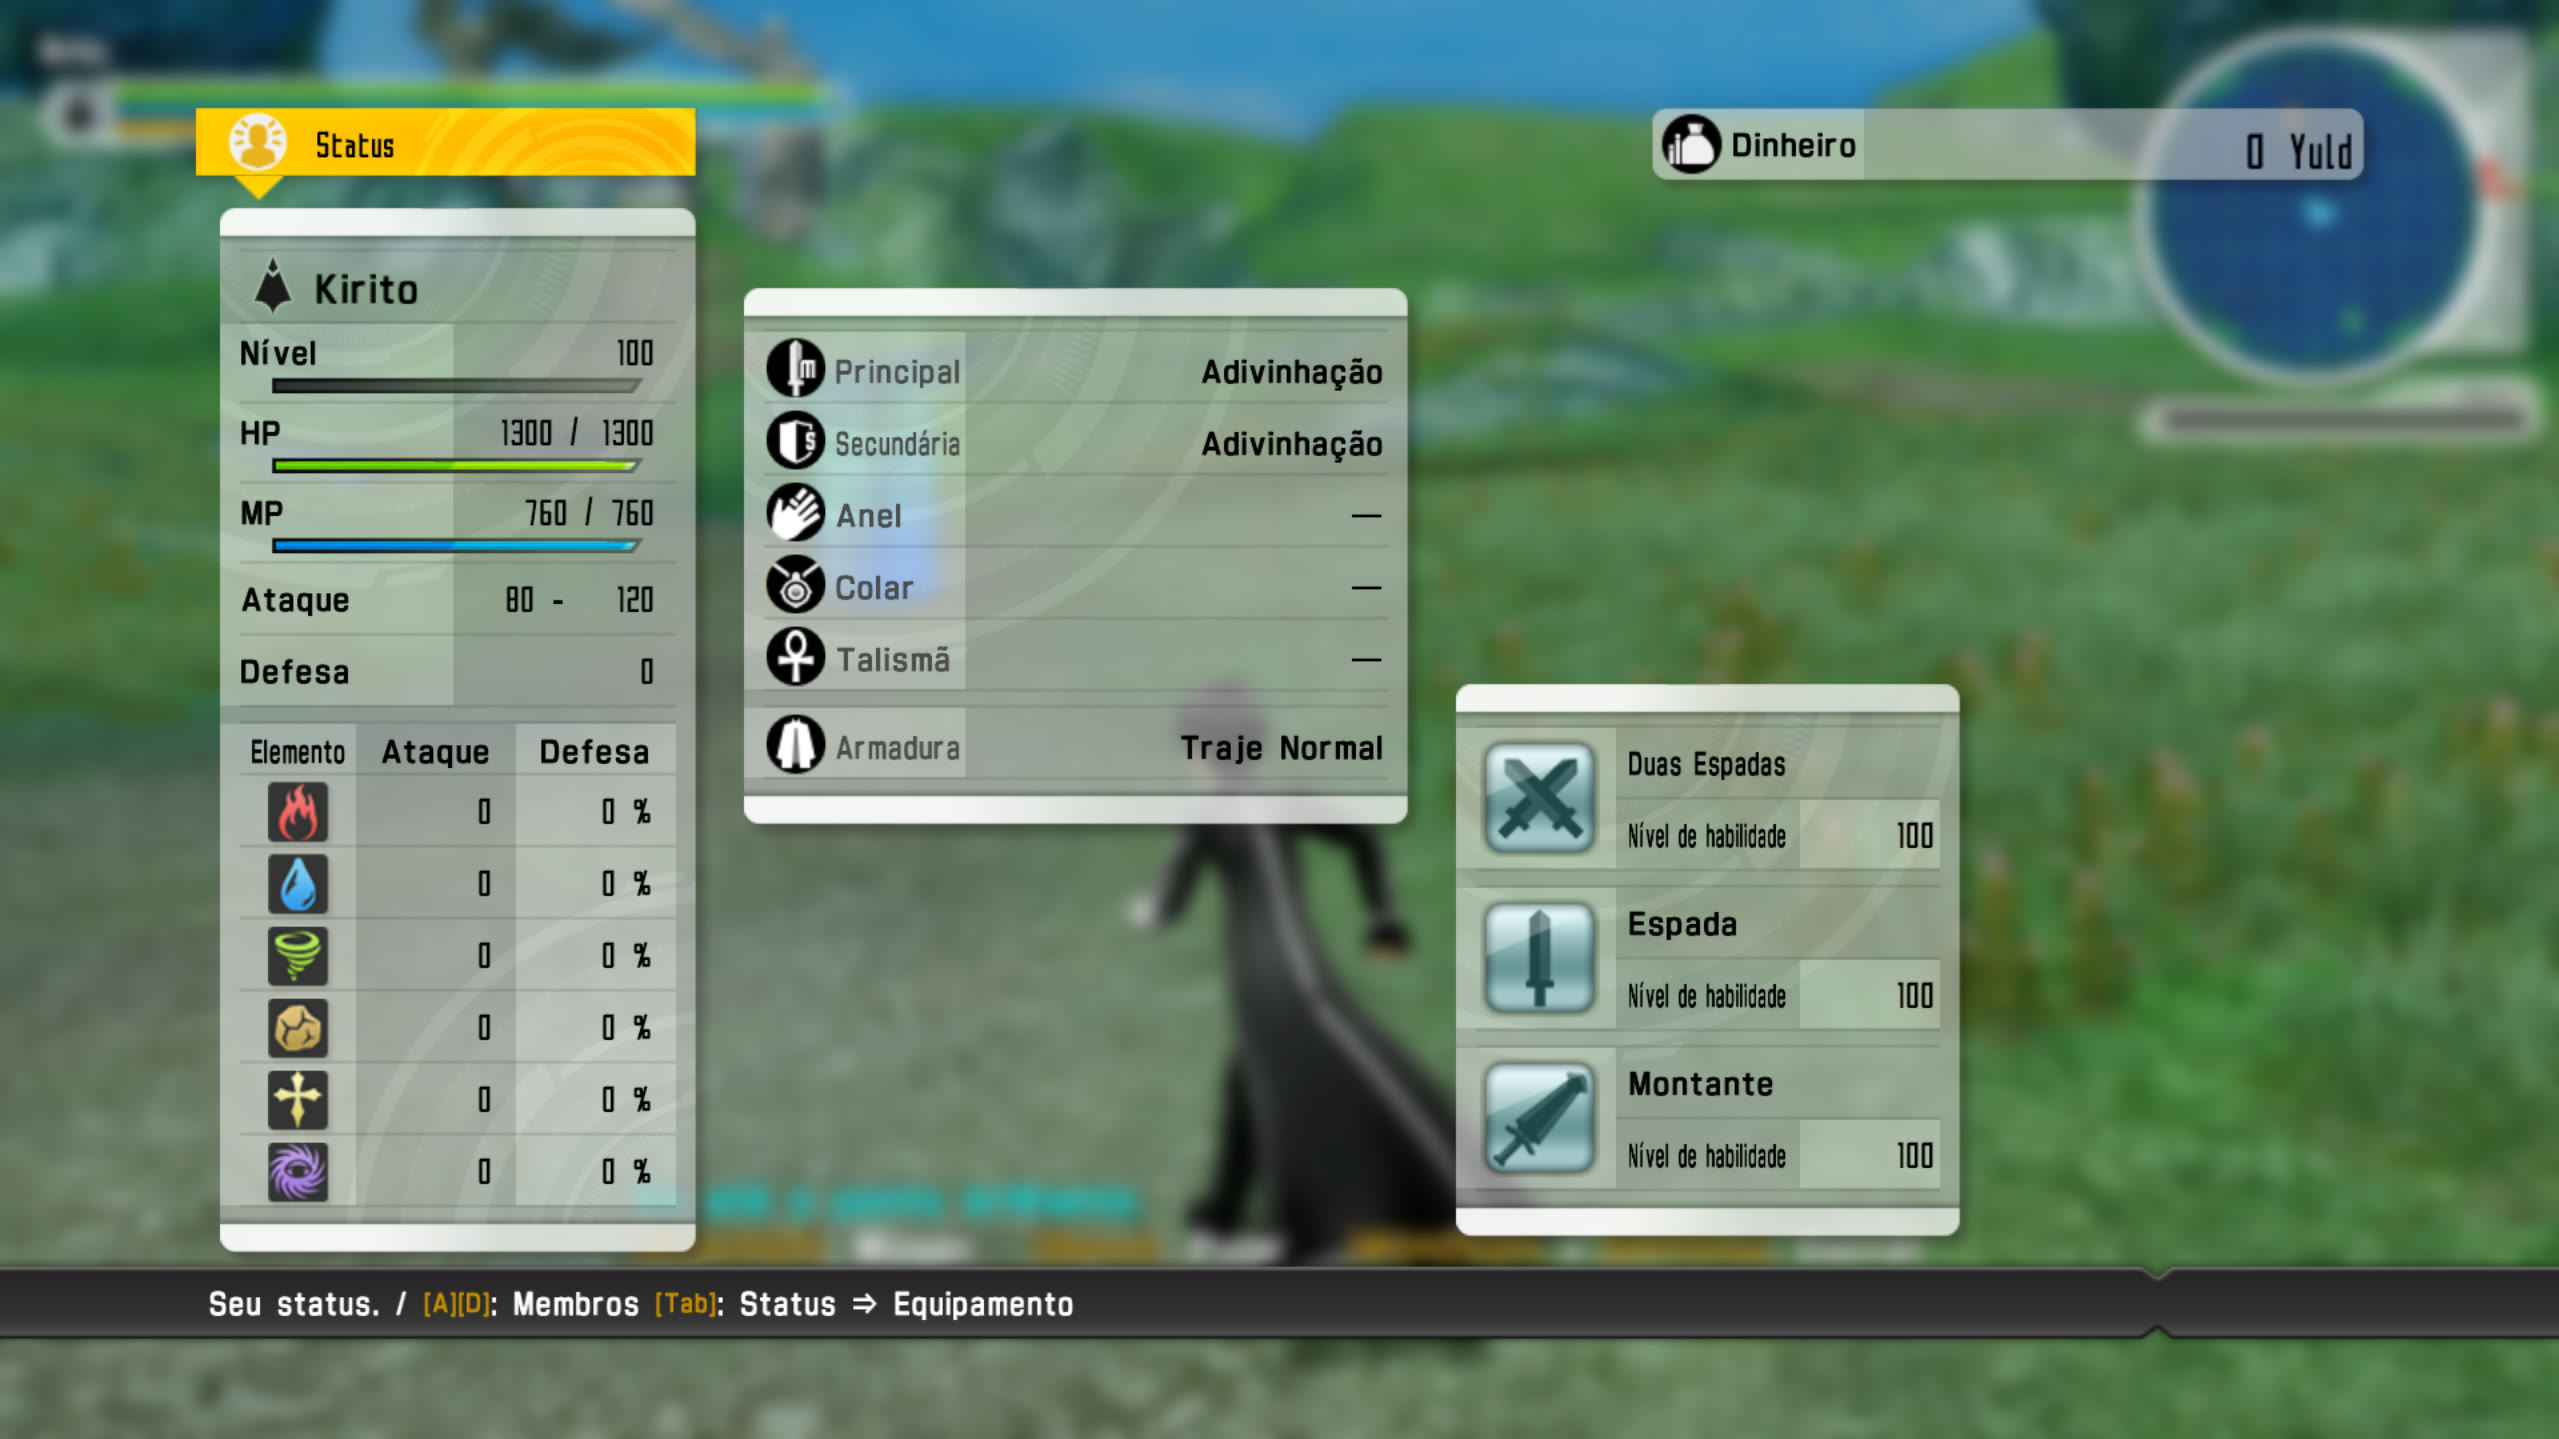 Status
Dinheiro 0 Yuld
Kirito
Nível 100
HP 1300 / 1300
MP 760 / 760
Ataque 80 - 120
Defesa 0
Elemento Ataque Defesa
0 0 %
0 0 %
0 0 %
0 0 %
0 0 %
0 0 %
Principal Adivinhação
Secundária Adivinhação
Anel —
Colar —
Talismã —
Armadura Traje Normal
Duas Espadas
Nível de habilidade 100
Espada
Nível de habilidade 100
Montante
Nível de habilidade 100
Seu status. / [A][D]: Membros [Tab]: Status ⇒ Equipamento